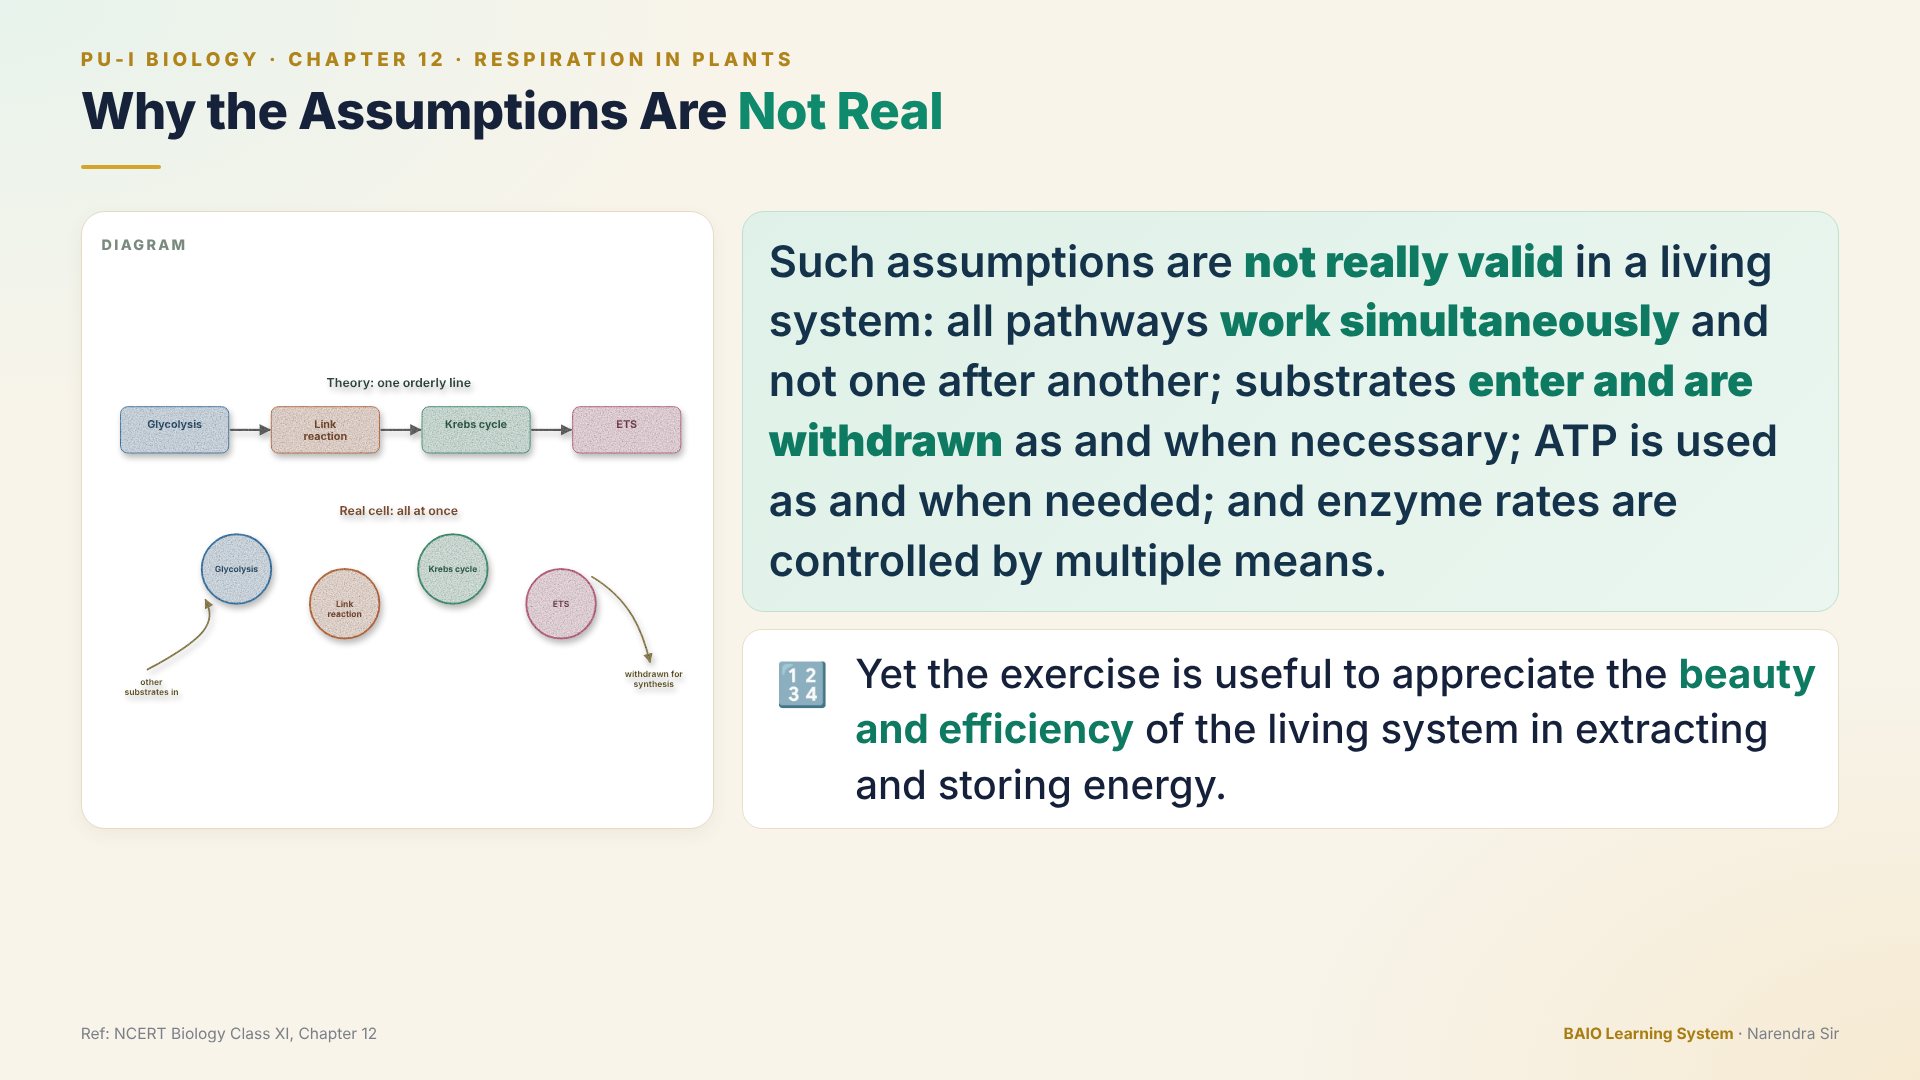 PU-I BIOLOGY · CHAPTER 12 · RESPIRATION IN PLANTS
Why the Assumptions Are Not Real
DIAGRAM
Theory: one orderly line
Glycolysis
Link
reaction
Krebs cycle
ETS
Real cell: all at once
Glycolysis
Link
reaction
Krebs cycle
ETS
other
substrates in
withdrawn for
synthesis
Such assumptions are not really valid in a living
system: all pathways work simultaneously and
not one after another; substrates enter and are
withdrawn as and when necessary; ATP is used
as and when needed; and enzyme rates are
controlled by multiple means.
1 2
3 4
Yet the exercise is useful to appreciate the beauty
and efficiency of the living system in extracting
and storing energy.
Ref: NCERT Biology Class XI, Chapter 12
BAIO Learning System · Narendra Sir